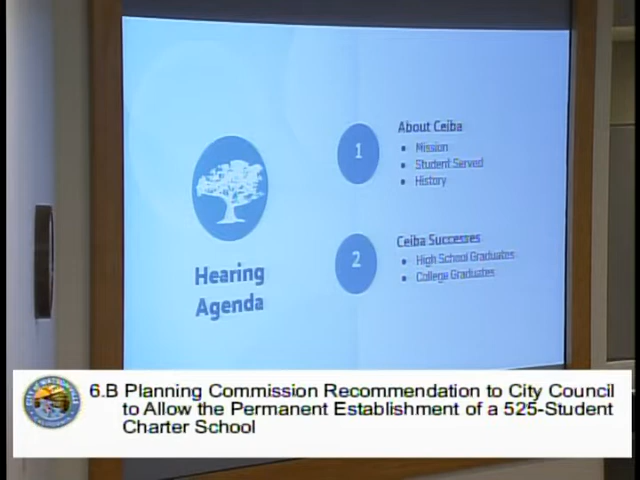 Hearing
Agenda
1
About Ceiba
• Mission
• Student Served
• History
2
Ceiba Successes
• High School Graduates
• College Graduates
6.B Planning Commission Recommendation to City Council
to Allow the Permanent Establishment of a 525-Student
Charter School